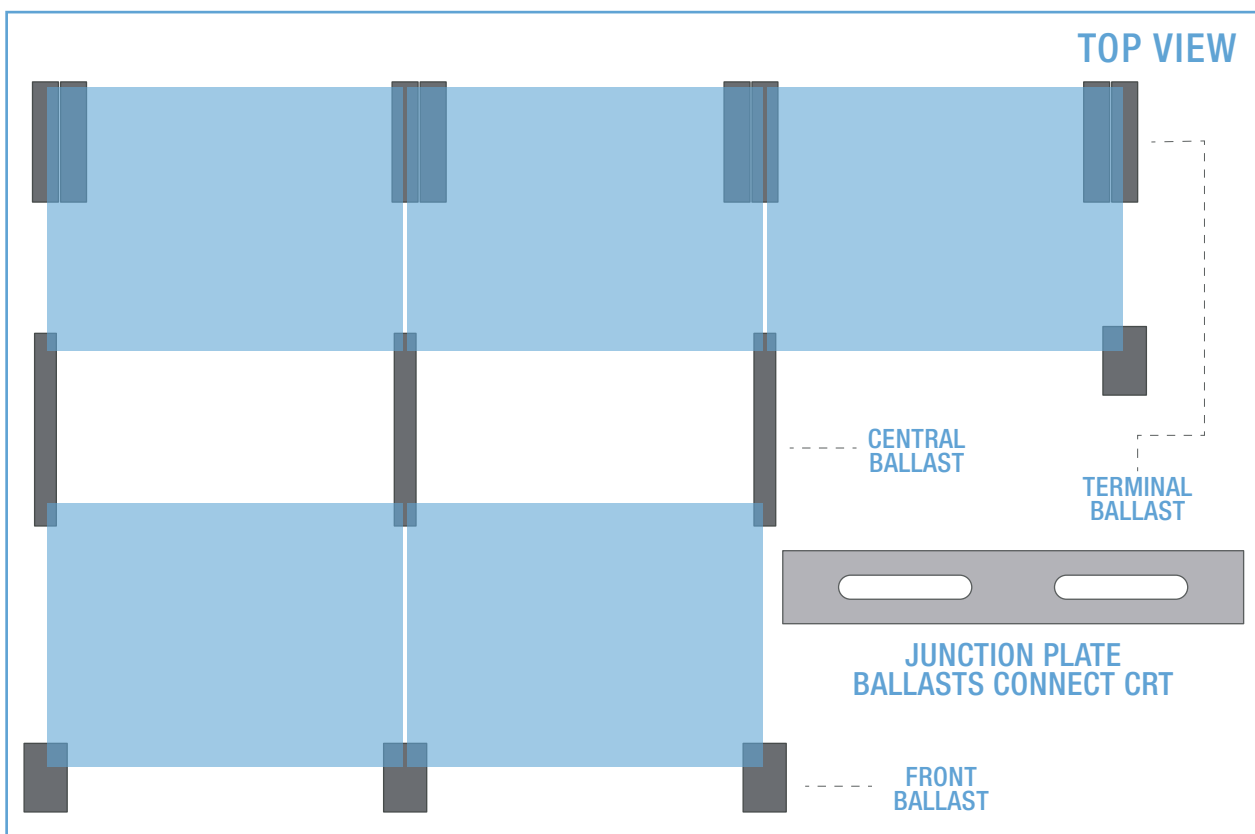 TOP VIEW
CENTRAL
BALLAST
TERMINAL
BALLAST
JUNCTION PLATE
BALLASTS CONNECT CRT
FRONT
BALLAST